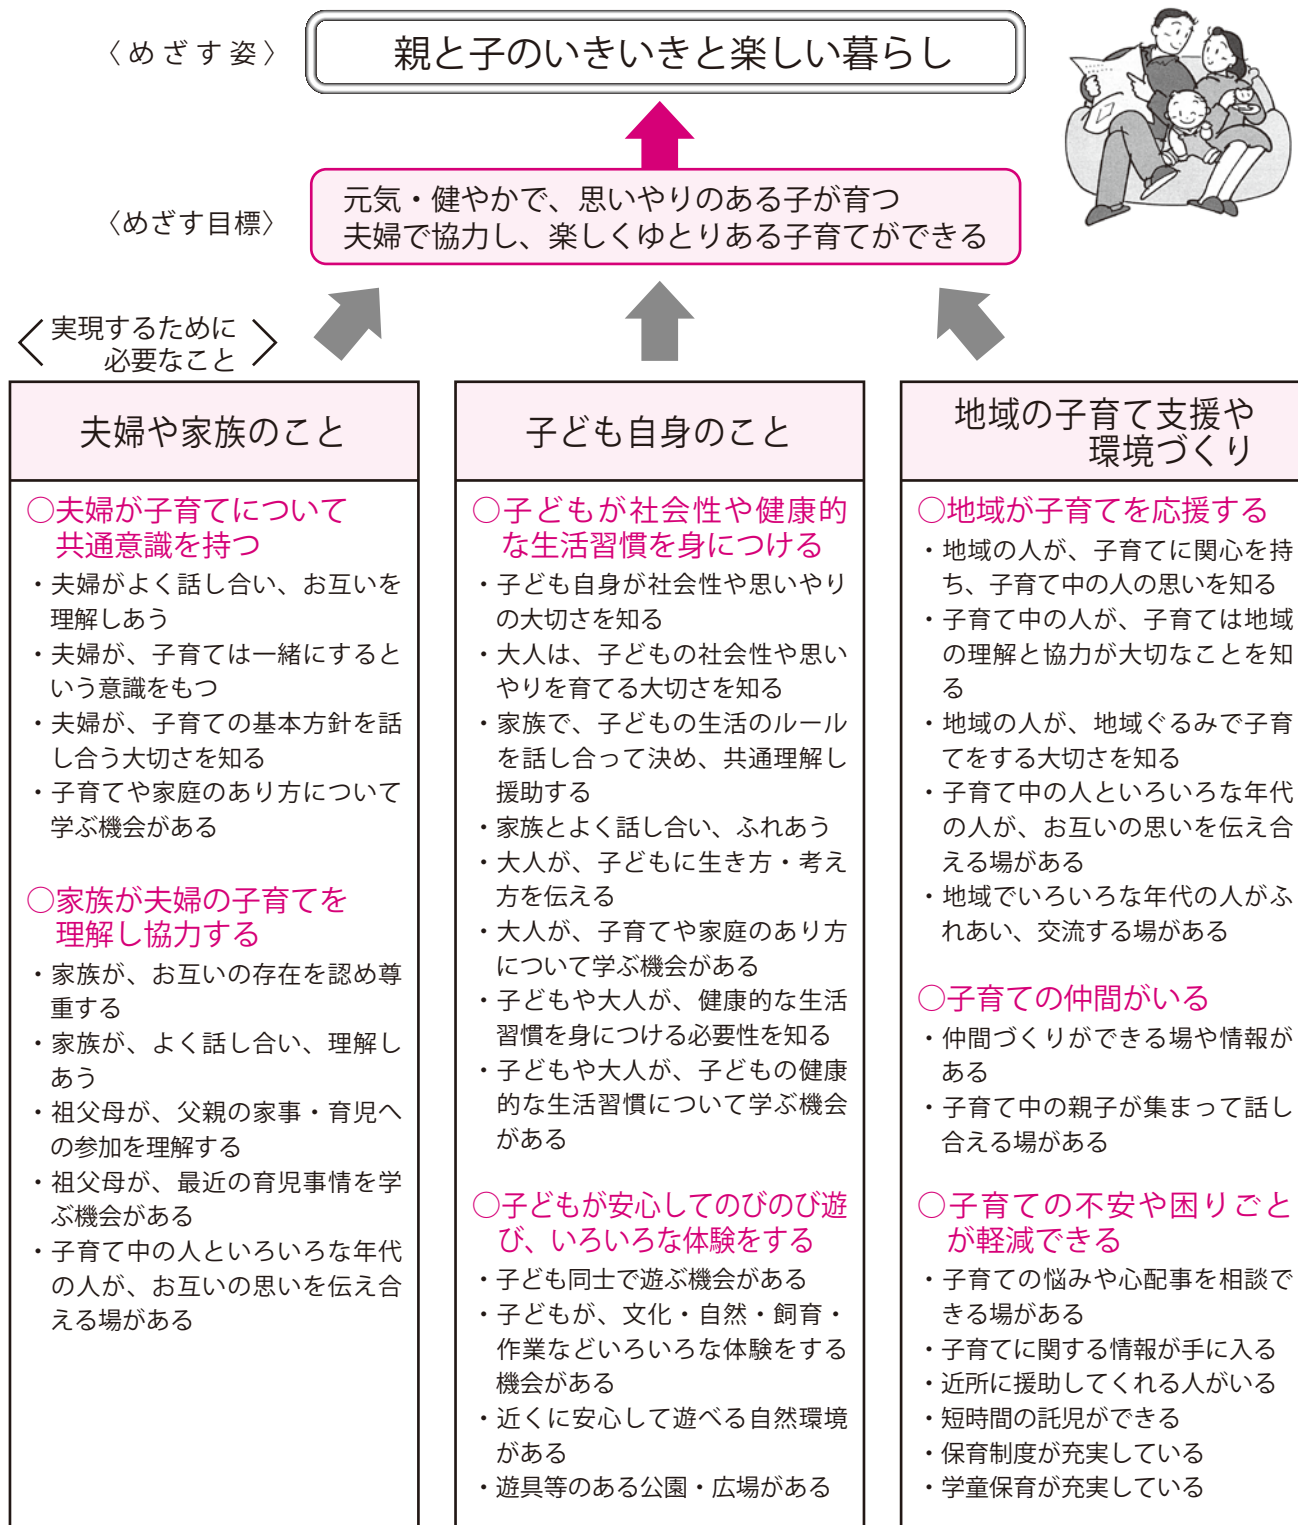 〈めざす姿〉
親と子のいきいきと楽しい暮らし
〈めざす目標〉
元気・健やかで、思いやりのある子が育つ
夫婦で協力し、楽しくゆとりある子育てができる
〈実現するために
必要なこと〉
夫婦や家族のこと
○夫婦が子育てについて
共通意識を持つ
・夫婦がよく話し合い、お互いを
理解しあう
・夫婦が、子育ては一緒にすると
いう意識をもつ
・夫婦が、子育ての基本方針を話
し合う大切さを知る
・子育てや家庭のあり方について
学ぶ機会がある
○家族が夫婦の子育てを
理解し協力する
・家族が、お互いの存在を認め尊
重する
・家族が、よく話し合い、理解し
あう
・祖父母が、父親の家事・育児へ
の参加を理解する
・祖父母が、最近の育児事情を学
ぶ機会がある
・子育て中の人といろいろな年代
の人が、お互いの思いを伝え合
える場がある
子ども自身のこと
○子どもが社会性や健康的
な生活習慣を身につける
・子ども自身が社会性や思いやり
の大切さを知る
・大人は、子どもの社会性や思い
やりを育てる大切さを知る
・家族で、子どもの生活のルール
を話し合って決め、共通理解し
援助する
・家族とよく話し合い、ふれあう
・大人が、子どもに生き方・考え
方を伝える
・大人が、子育てや家庭のあり方
について学ぶ機会がある
・子どもや大人が、健康的な生活
習慣を身につける必要性を知る
・子どもや大人が、子どもの健康
的な生活習慣について学ぶ機会
がある
○子どもが安心してのびのび遊
び、いろいろな体験をする
・子ども同士で遊ぶ機会がある
・子どもが、文化・自然・飼育・
作業などいろいろな体験をする
機会がある
・近くに安心して遊べる自然環境
がある
・遊具等のある公園・広場がある
地域の子育て支援や
環境づくり
○地域が子育てを応援する
・地域の人が、子育てに関心を持
ち、子育て中の人の思いを知る
・子育て中の人が、子育ては地域
の理解と協力が大切なことを知
る
・地域の人が、地域ぐるみで子育
てをする大切さを知る
・子育て中の人といろいろな年代
の人が、お互いの思いを伝え合
える場がある
・地域でいろいろな年代の人がふ
れあい、交流する場がある
○子育ての仲間がいる
・仲間づくりができる場や情報が
ある
・子育て中の親子が集まって話し
合える場がある
○子育ての不安や困りごと
が軽減できる
・子育ての悩みや心配事を相談で
きる場がある
・子育てに関する情報が手に入る
・近所に援助してくれる人がいる
・短時間の託児ができる
・保育制度が充実している
・学童保育が充実している